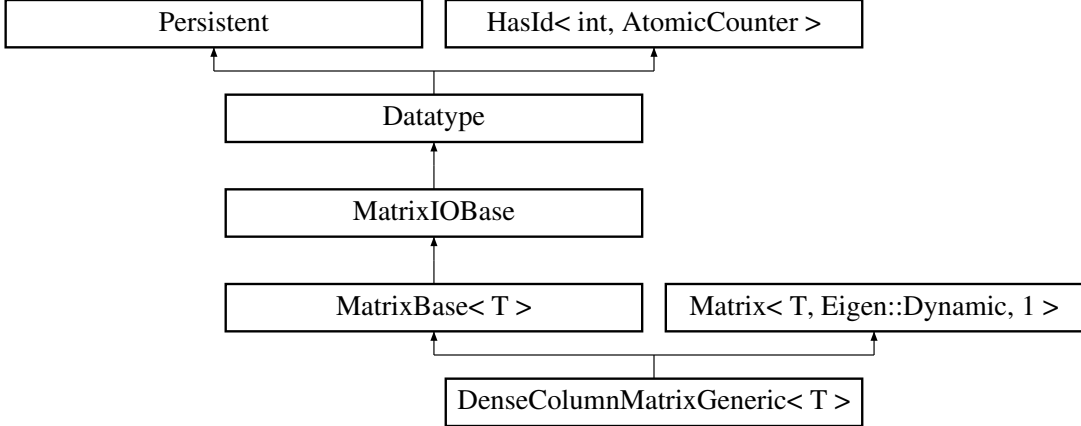 Persistent
HasId< int, AtomicCounter >
Datatype
MatrixIOBase
MatrixBase< T >
Matrix< T, Eigen::Dynamic, 1 >
DenseColumnMatrixGeneric< T >